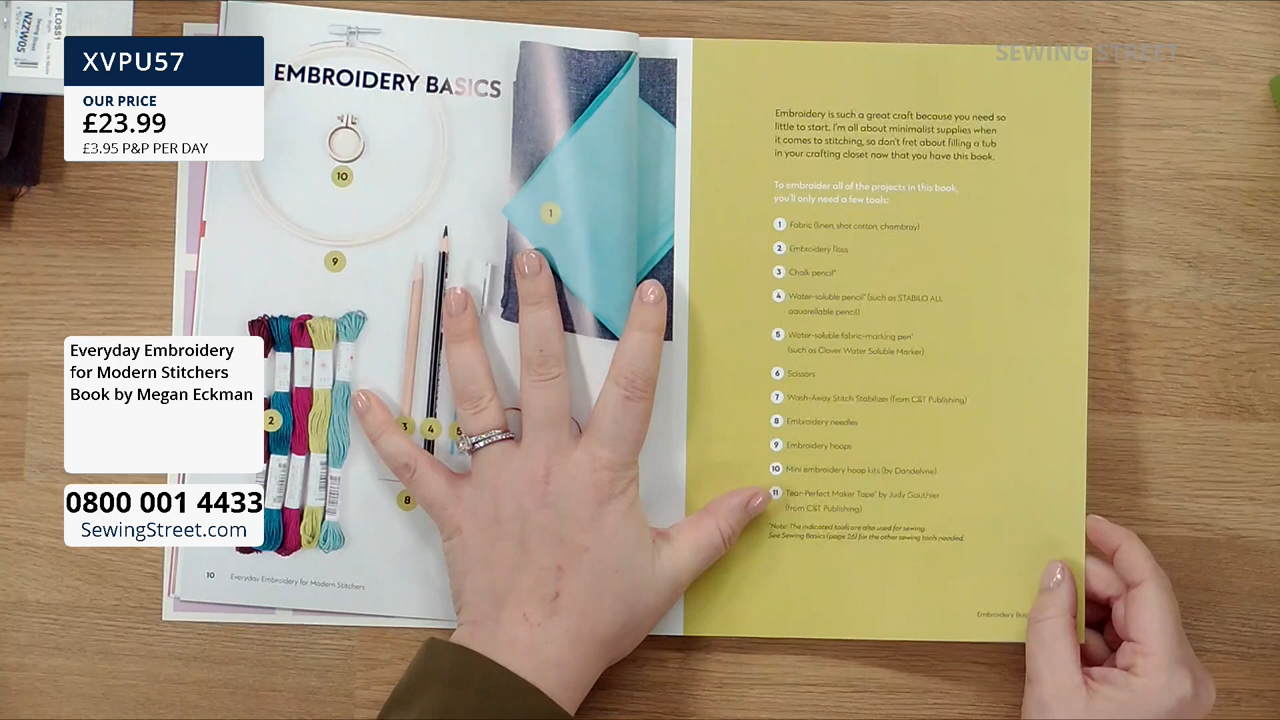 FLOSS1
NZZW05
SEWING STREET
XVPU57
OUR PRICE
£23.99
£3.95 P&P PER DAY
Everyday Embroidery
for Modern Stitchers
Book by Megan Eckman
0800 001 4433
SewingStreet.com
EMBROIDERY BASICS
10
1
9
2
3
4
5
8
10 Everyday Embroidery for Modern Stitchers
Embroidery is such a great craft because you need so
little to start. I'm all about minimalist supplies when
it comes to stitching, so don't fret about filling a tub
in your crafting closet now that you have this book.
To embroider all of the projects in this book,
you'll only need a few tools:
1 Fabric (linen, shot cotton, chambray)
2 Embroidery floss
3 Chalk pencil*
4 Water-soluble pencil* (such as STABILO ALL
aquarellable pencil)
5 Water-soluble fabric-marking pen*
(such as Clover Water Soluble Marker)
6 Scissors
7 Wash-Away Stitch Stabilizer (from C&T Publishing)
8 Embroidery needles
9 Embroidery hoops
10 Mini embroidery hoop kits (by Dandelyne)
11 Tear-Perfect Maker Tape* by Judy Gauthier
(from C&T Publishing)
*Note: The indicated tools are also used for sewing.
See Sewing Basics (page 26) for the other sewing tools needed.
Embroidery